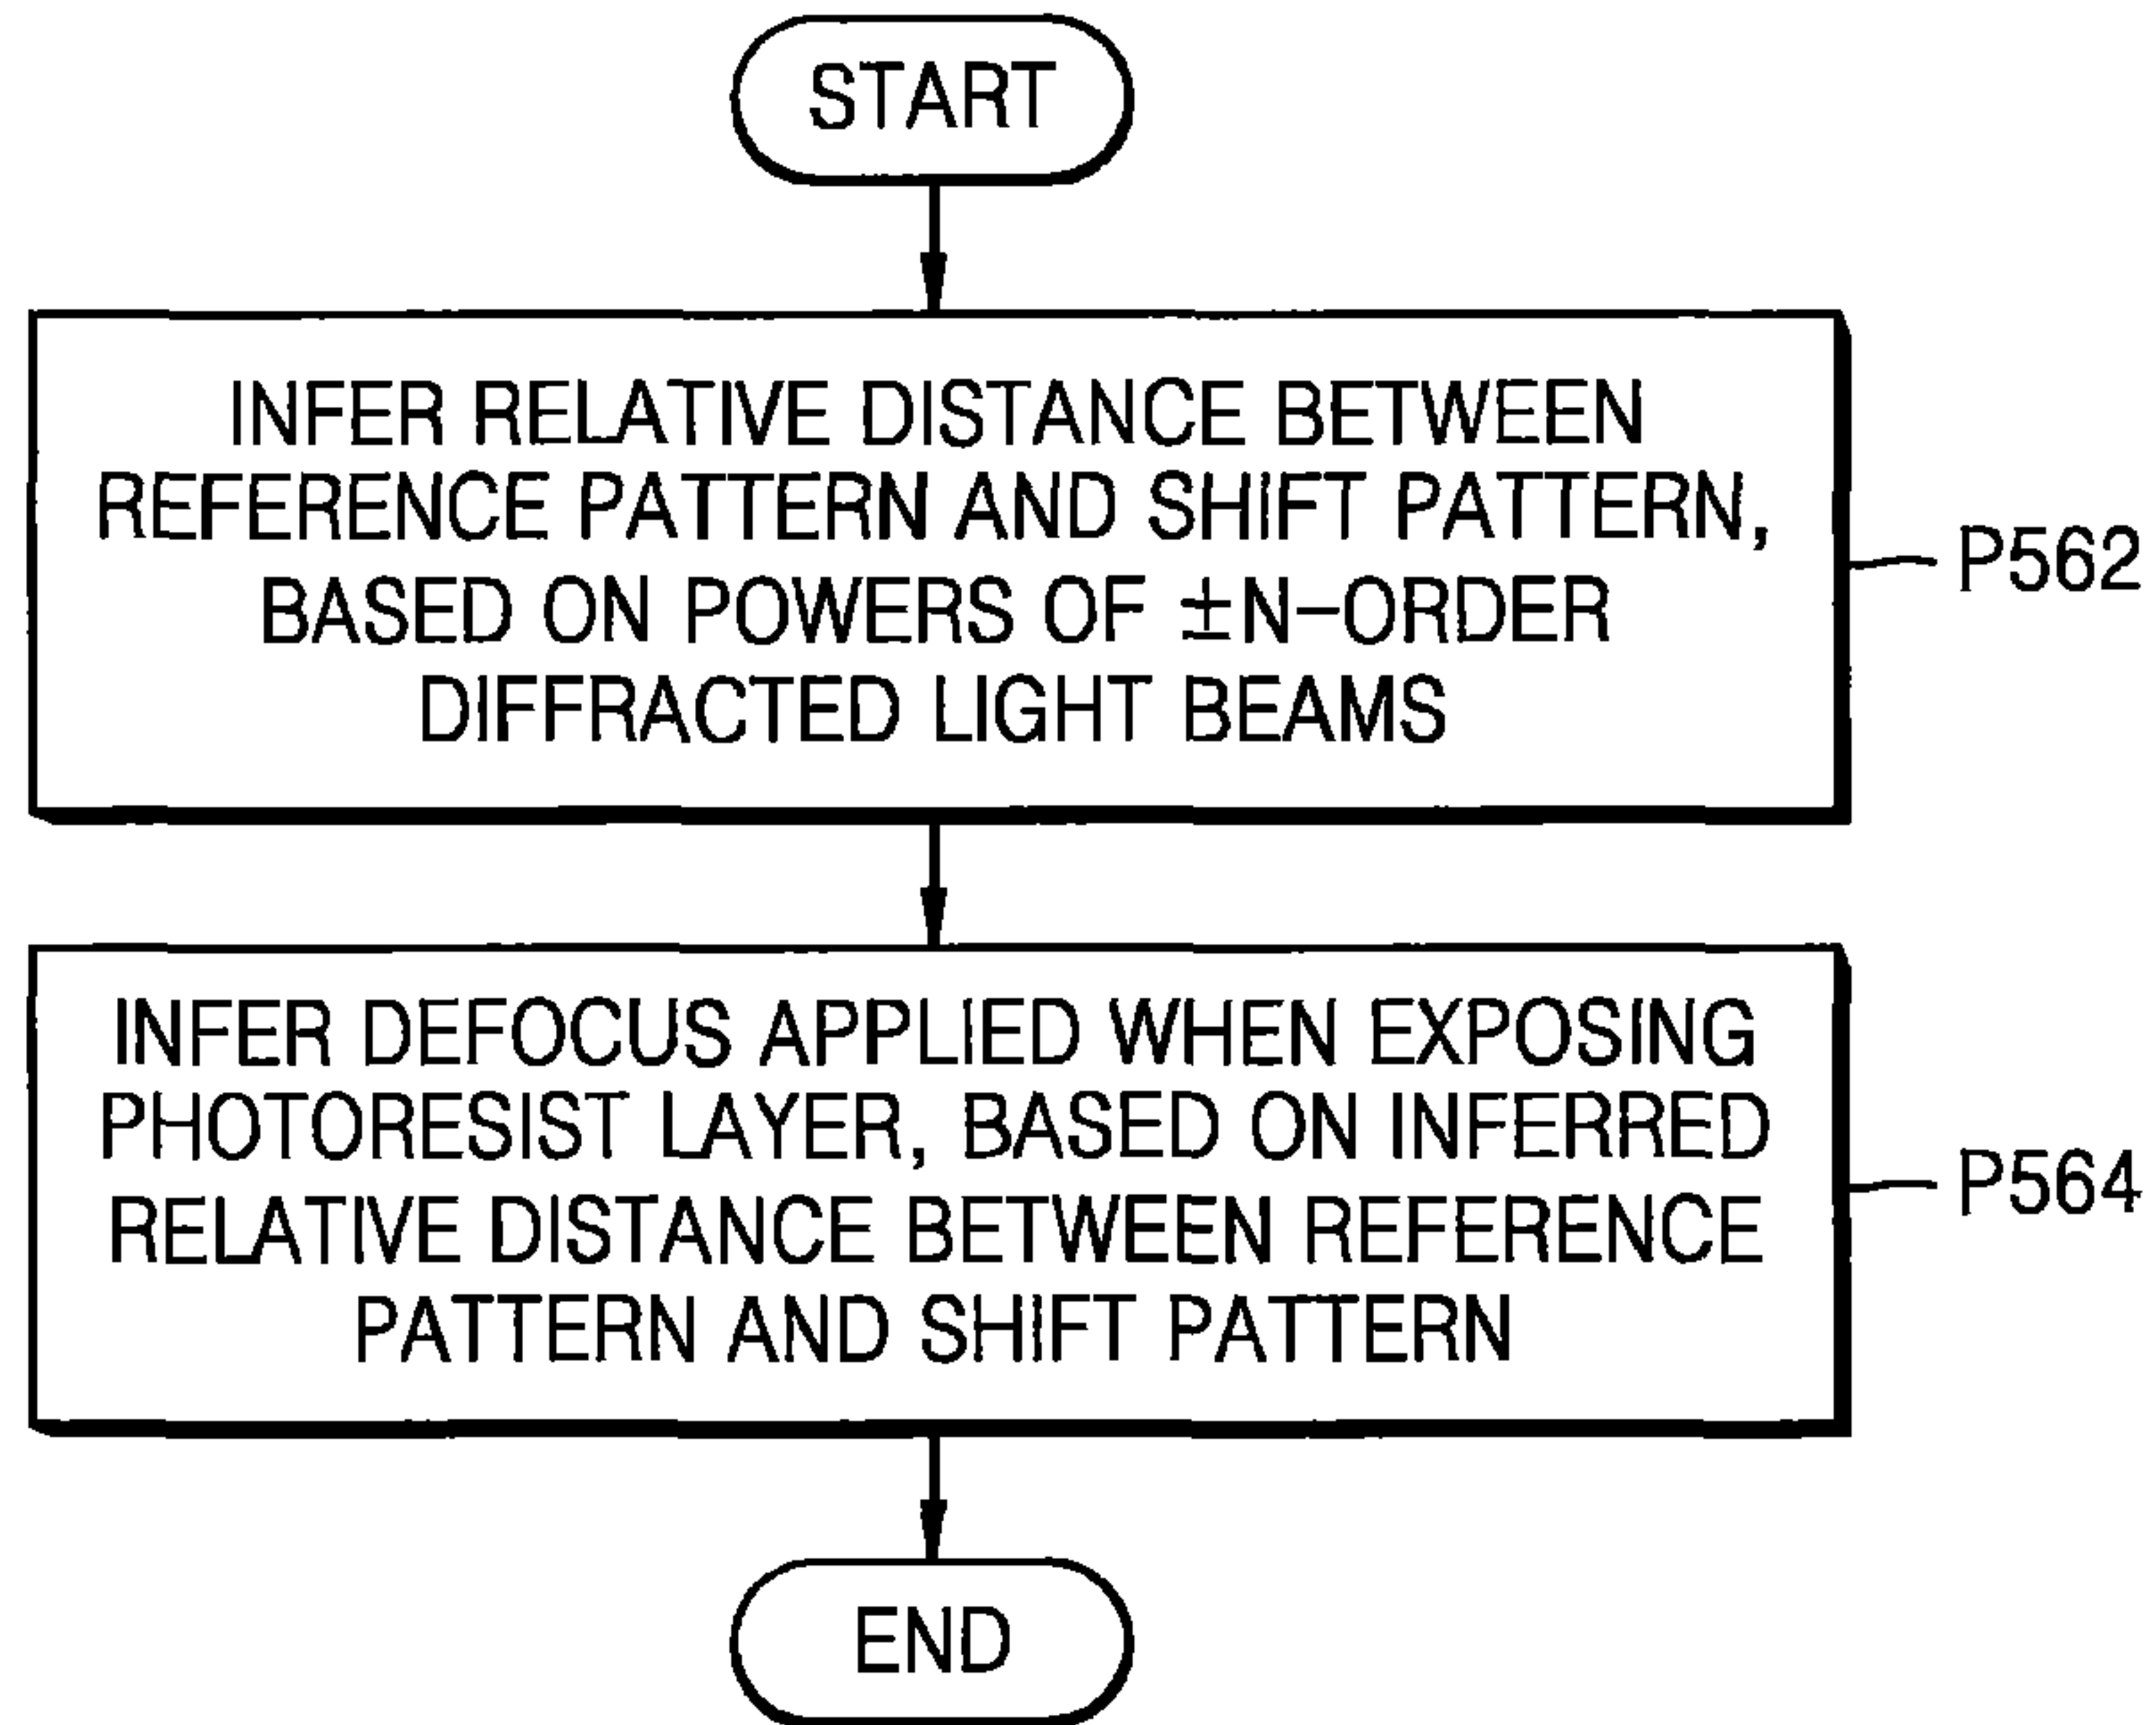 START
INFER RELATIVE DISTANCE BETWEEN
REFERENCE PATTERN AND SHIFT PATTERN,
BASED ON POWERS OF ±N-ORDER
DIFFRACTED LIGHT BEAMS
P562
INFER DEFOCUS APPLIED WHEN EXPOSING
PHOTORESIST LAYER, BASED ON INFERRED
RELATIVE DISTANCE BETWEEN REFERENCE
PATTERN AND SHIFT PATTERN
P564
END